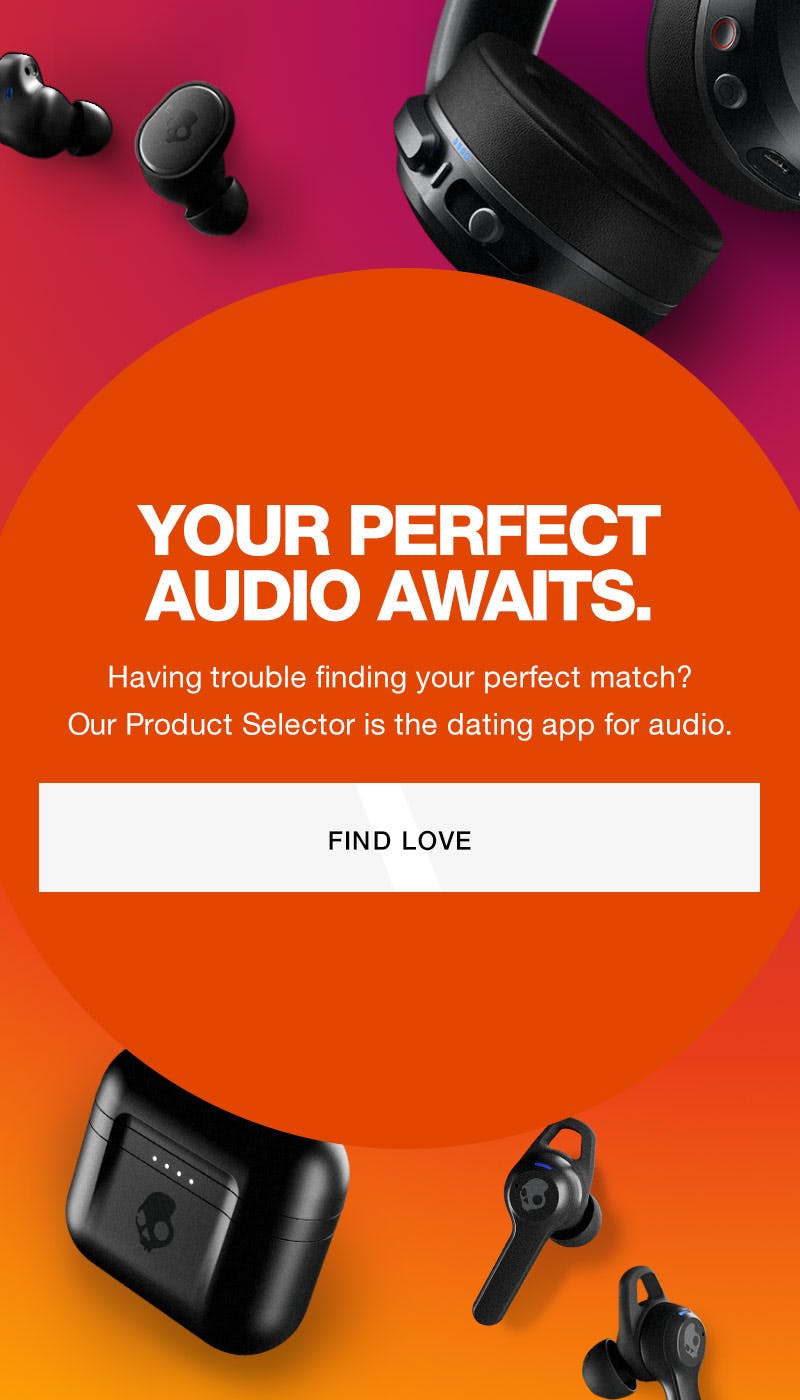 YOUR PERFECT
AUDIO AWAITS.
Having trouble finding your perfect match?
Our Product Selector is the dating app for audio.
FIND LOVE